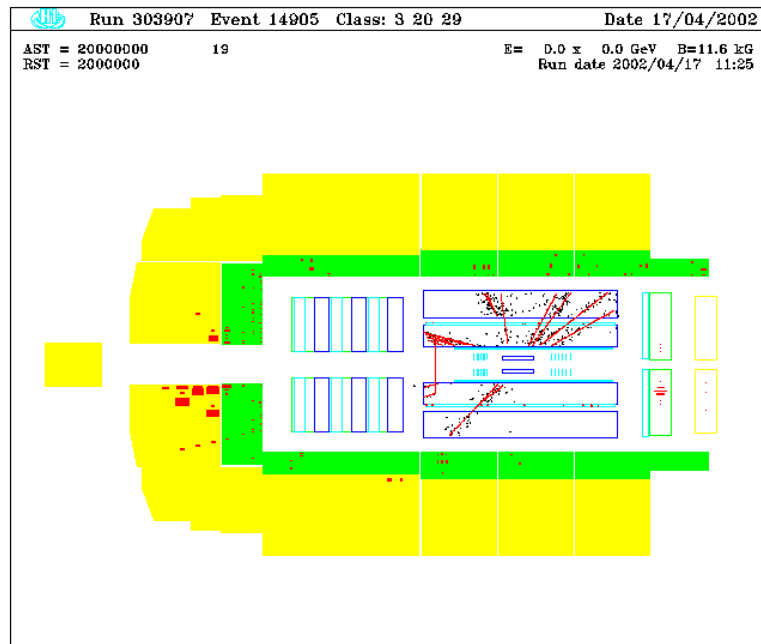 Run 303907 Event 14905 Class: 3 20 29 Date 17/04/2002
AST = 20000000 19 E= 0.0 x 0.0 GeV B=11.6 kG
RST = 2000000 Run date 2002/04/17 11:25